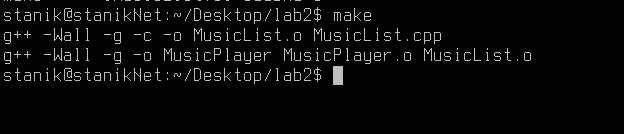 stanik@stanikNet:~/Desktop/lab2$ make
g++ -Wall -g -c -o MusicList.o MusicList.cpp
g++ -Wall -g -o MusicPlayer MusicPlayer.o MusicList.o
stanik@stanikNet:~/Desktop/lab2$